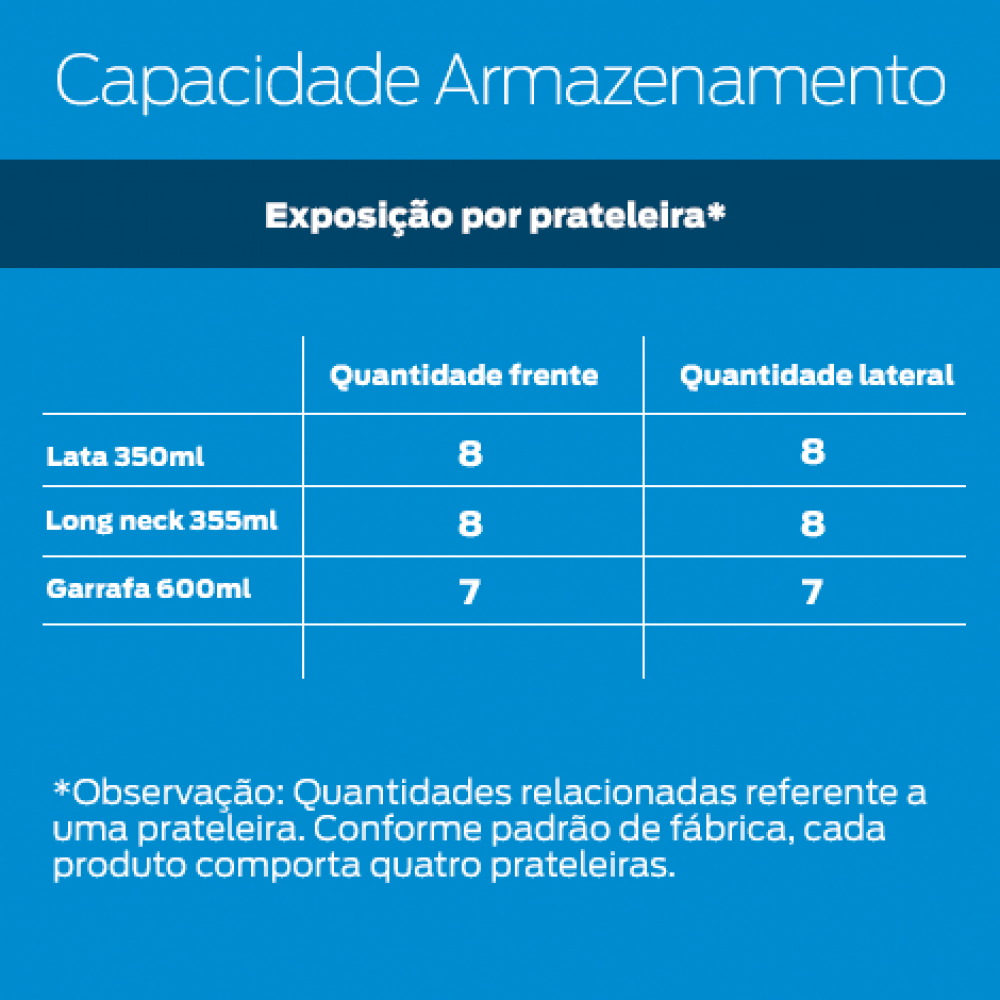 Capacidade Armazenamento
Exposição por prateleira*
Quantidade frente Quantidade lateral
Lata 350ml 8 8
Long neck 355ml 8 8
Garrafa 600ml 7 7
*Observação: Quantidades relacionadas referente a
uma prateleira. Conforme padrão de fábrica, cada
produto comporta quatro prateleiras.